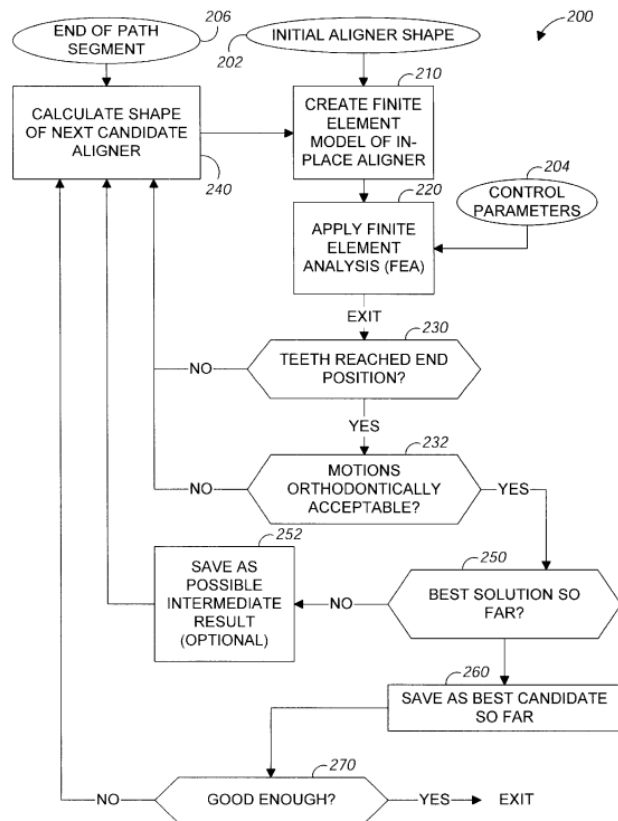 206
END OF PATH
SEGMENT
202
INITIAL ALIGNER SHAPE
200
CALCULATE SHAPE
OF NEXT CANDIDATE
ALIGNER
240
210
CREATE FINITE
ELEMENT
MODEL OF IN-
PLACE ALIGNER
204
CONTROL
PARAMETERS
220
APPLY FINITE
ELEMENT
ANALYSIS (FEA)
EXIT
230
NO
TEETH REACHED END
POSITION?
YES
232
NO
MOTIONS
ORTHODONTICALLY
ACCEPTABLE?
YES
252
SAVE AS
POSSIBLE
INTERMEDIATE
RESULT
(OPTIONAL)
NO
250
BEST SOLUTION SO
FAR?
260
SAVE AS BEST CANDIDATE
SO FAR
270
NO
GOOD ENOUGH?
YES
EXIT